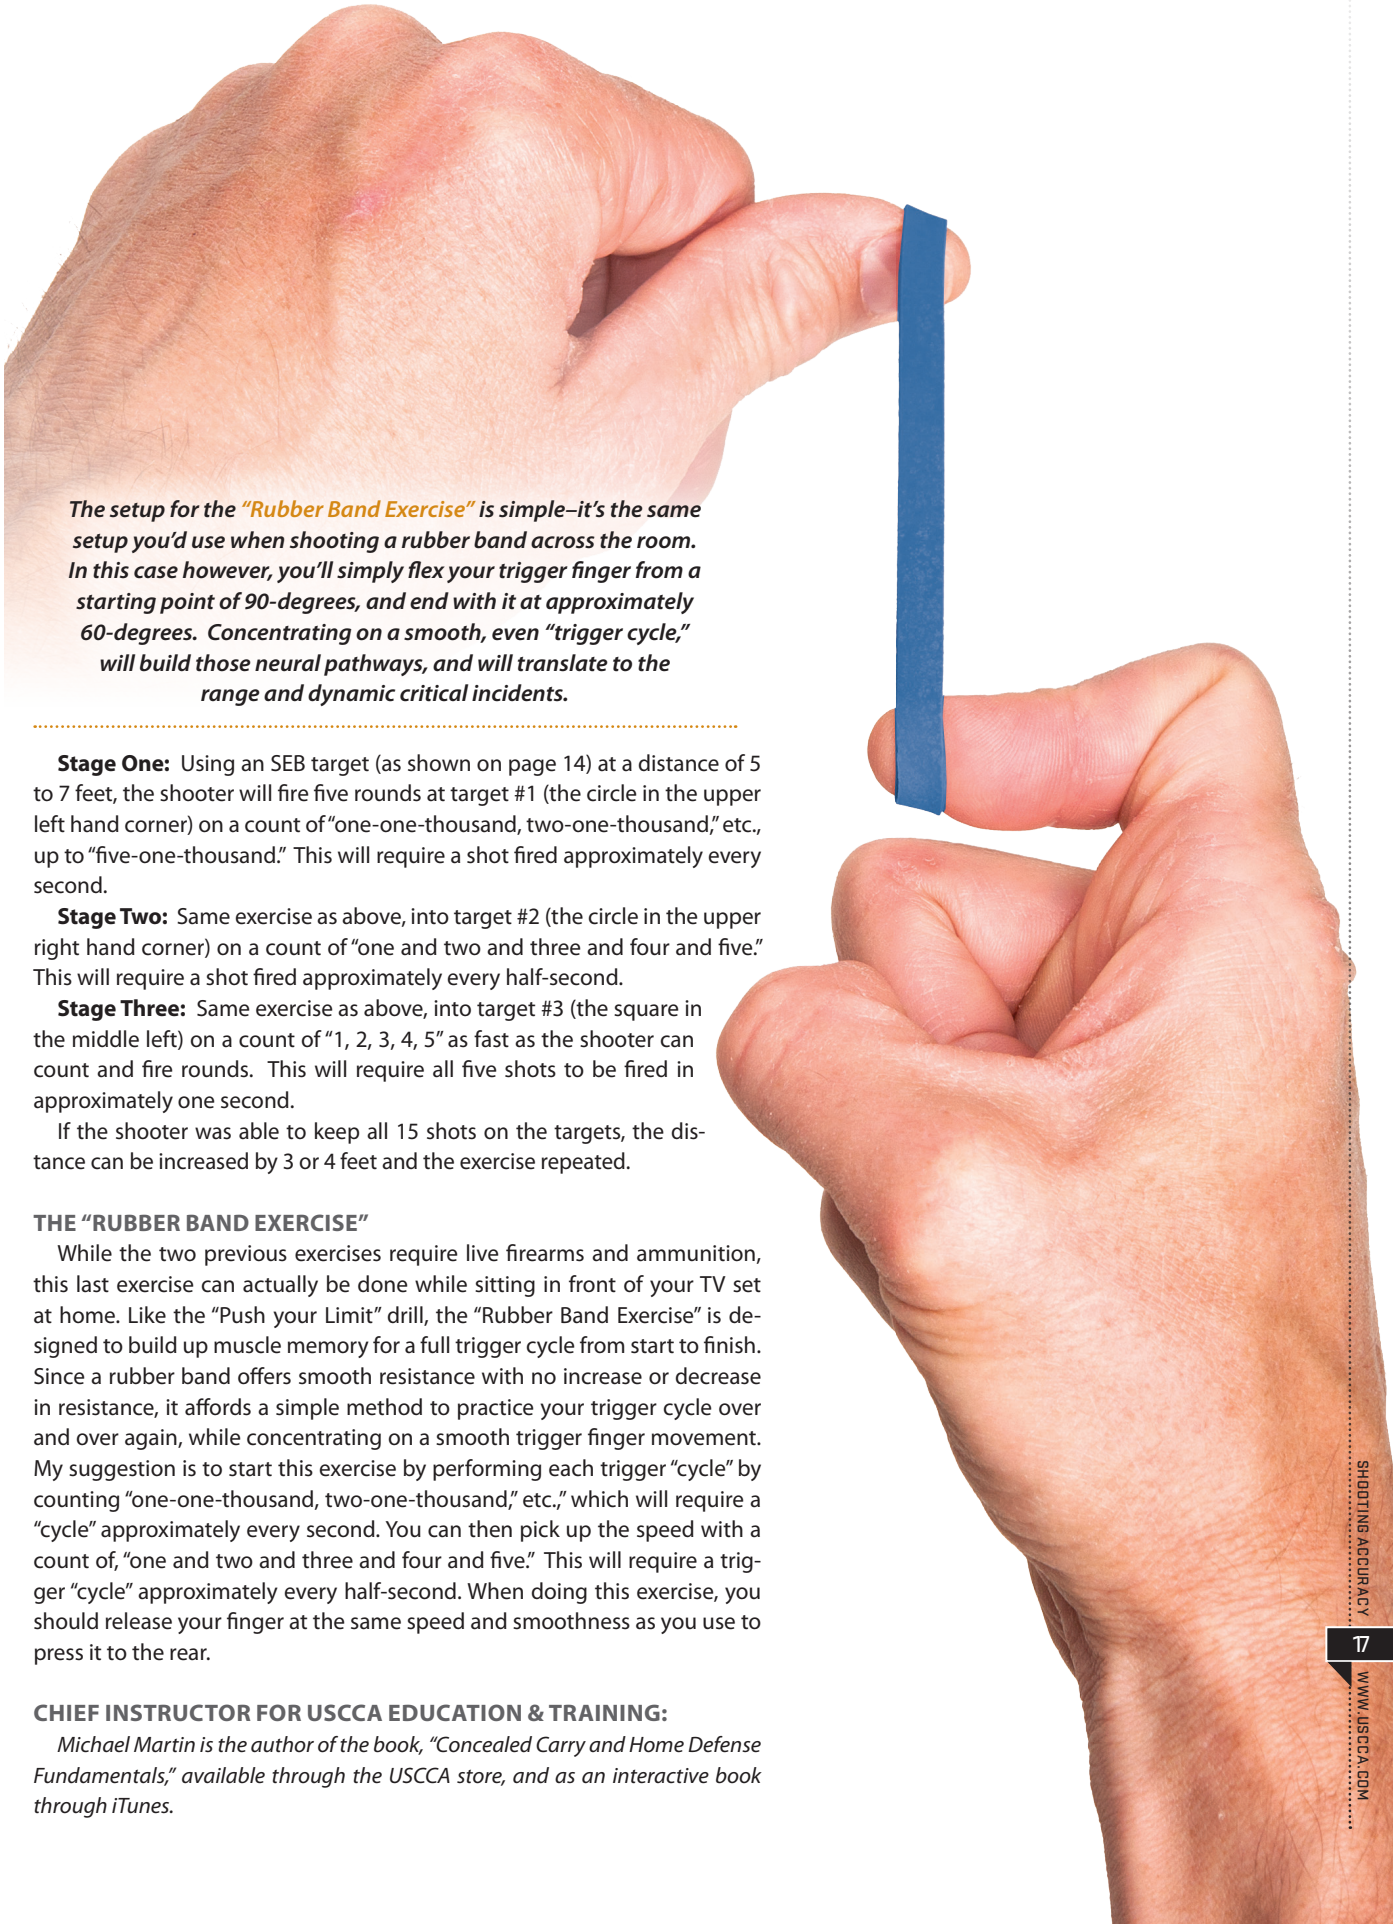 The setup for the “Rubber Band Exercise” is simple–it’s the same
setup you’d use when shooting a rubber band across the room.
In this case however, you’ll simply flex your trigger finger from a
starting point of 90-degrees, and end with it at approximately
60-degrees.  Concentrating on a smooth, even “trigger cycle,”
will build those neural pathways, and will translate to the
range and dynamic critical incidents.
Stage One:  Using an SEB target (as shown on page 14) at a distance of 5
to 7 feet, the shooter will fire five rounds at target #1 (the circle in the upper
left hand corner) on a count of “one-one-thousand, two-one-thousand,” etc.,
up to “five-one-thousand.”  This will require a shot fired approximately every
second.
Stage Two:  Same exercise as above, into target #2 (the circle in the upper
right hand corner) on a count of “one and two and three and four and five.”
This will require a shot fired approximately every half-second.
Stage Three:  Same exercise as above, into target #3 (the square in
the middle left) on a count of “1, 2, 3, 4, 5” as fast as the shooter can
count and fire rounds.  This will require all five shots to be fired in
approximately one second.
If the shooter was able to keep all 15 shots on the targets, the dis-
tance can be increased by 3 or 4 feet and the exercise repeated.
THE “RUBBER BAND EXERCISE”
While the two previous exercises require live firearms and ammunition,
this last exercise can actually be done while sitting in front of your TV set
at home. Like the “Push your Limit” drill, the “Rubber Band Exercise” is de-
signed to build up muscle memory for a full trigger cycle from start to finish.
Since a rubber band offers smooth resistance with no increase or decrease
in resistance, it affords a simple method to practice your trigger cycle over
and over again, while concentrating on a smooth trigger finger movement.
My suggestion is to start this exercise by performing each trigger “cycle” by
counting “one-one-thousand, two-one-thousand,” etc.,” which will require a
“cycle” approximately every second. You can then pick up the speed with a
count of, “one and two and three and four and five.”  This will require a trig-
ger “cycle” approximately every half-second. When doing this exercise, you
should release your finger at the same speed and smoothness as you use to
press it to the rear.
CHIEF INSTRUCTOR FOR USCCA EDUCATION & TRAINING:
Michael Martin is the author of the book, “Concealed Carry and Home Defense
Fundamentals,” available through the USCCA store, and as an interactive book
through iTunes.
SHOOTING ACCURACY
17
WWW.USCCA.COM